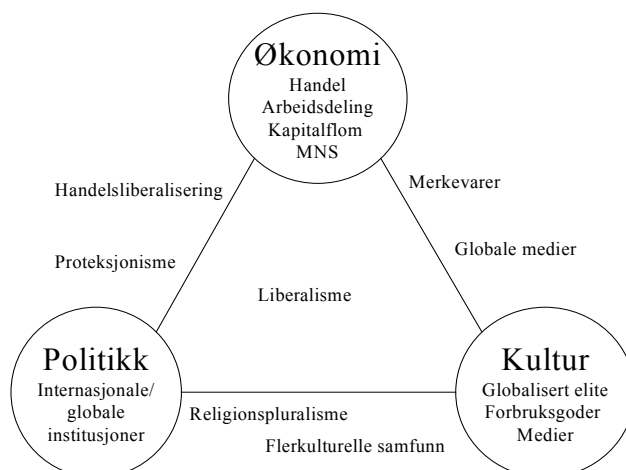 Økonomi
Handel
Arbeidsdeling
Kapitalflom
MNS
Handelsliberalisering
Merkevarer
Proteksjonisme
Globale medier
Liberalisme
Politikk
Internasjonale/
globale
institusjoner
Kultur
Globalisert elite
Forbruksgoder
Medier
Religionspluralisme
Flerkulturelle samfunn